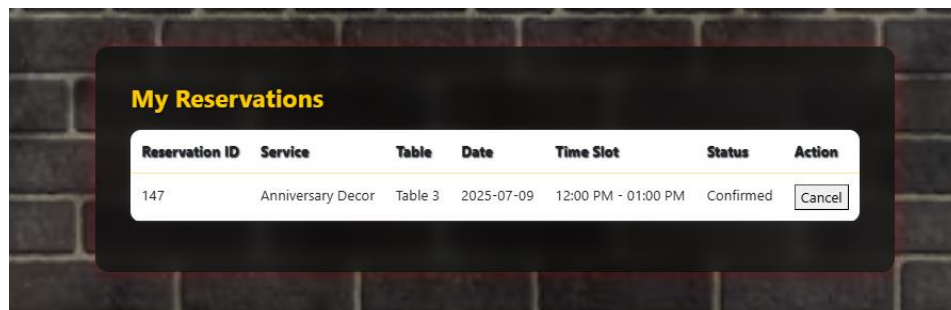 My Reservations
Reservation ID Service Table Date Time Slot Status Action
147 Anniversary Decor Table 3 2025-07-09 12:00 PM - 01:00 PM Confirmed Cancel